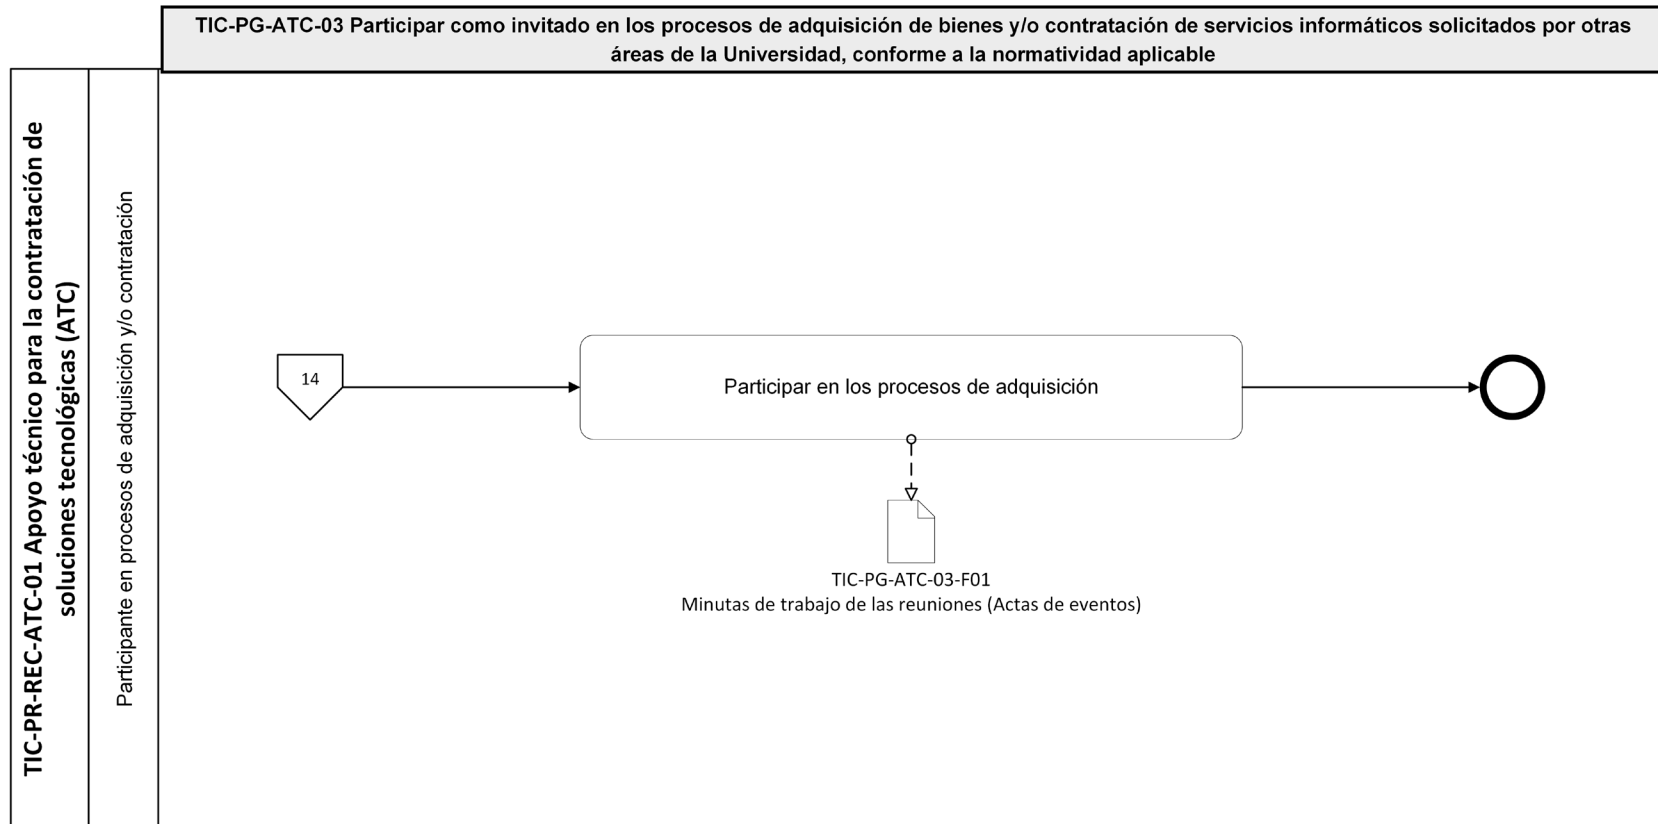 TIC-PG-ATC-03 Participar como invitado en los procesos de adquisición de bienes y/o contratación de servicios informáticos solicitados por otras
áreas de la Universidad, conforme a la normatividad aplicable
TIC-PR-REC-ATC-01 Apoyo técnico para la contratación de
soluciones tecnológicas (ATC)
Participante en procesos de adquisición y/o contratación
14
Participar en los procesos de adquisición
TIC-PG-ATC-03-F01
Minutas de trabajo de las reuniones (Actas de eventos)